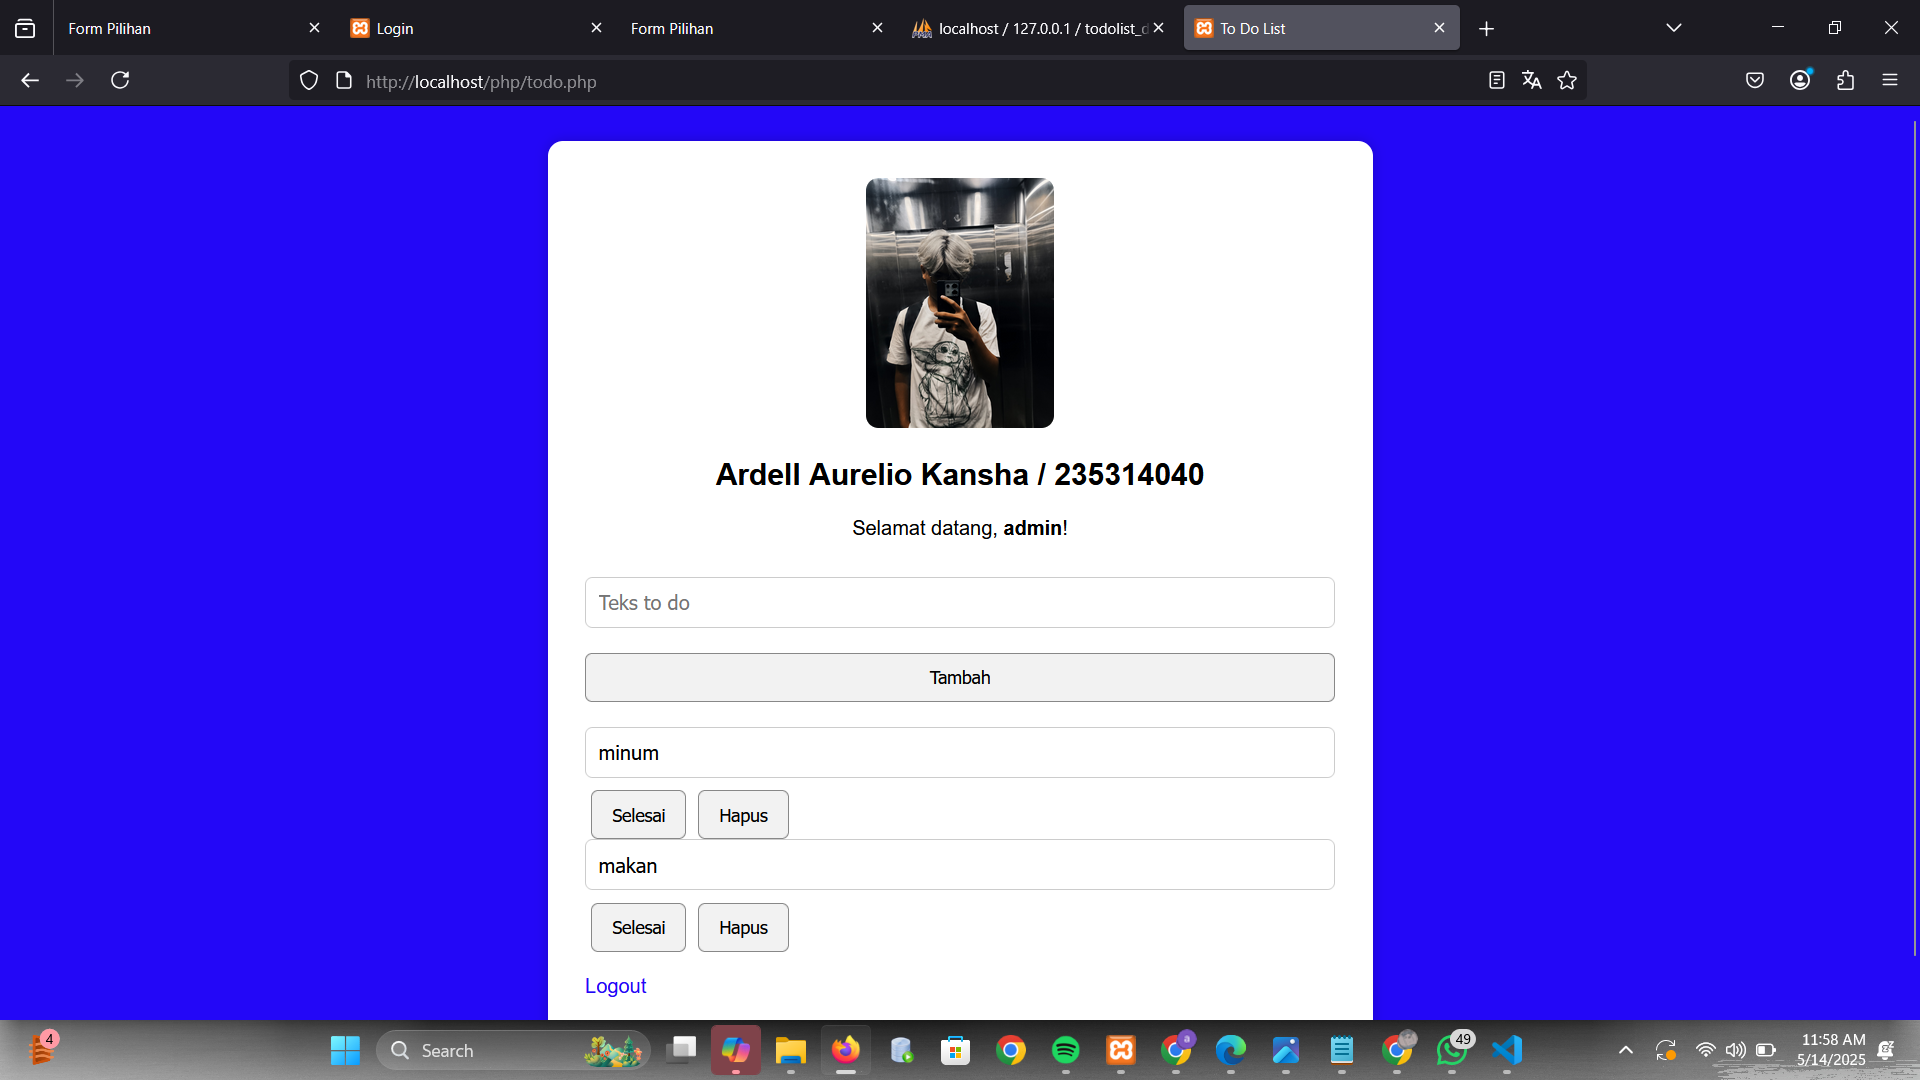 Form Pilihan
Login
Form Pilihan
localhost / 127.0.0.1 / todolist_d
To Do List
http://localhost/php/todo.php
Ardell Aurelio Kansha / 235314040
Selamat datang, admin!
Teks to do
Tambah
minum
Selesai Hapus
makan
Selesai Hapus
Logout
4
Search
49
11:58 AM
5/14/2025